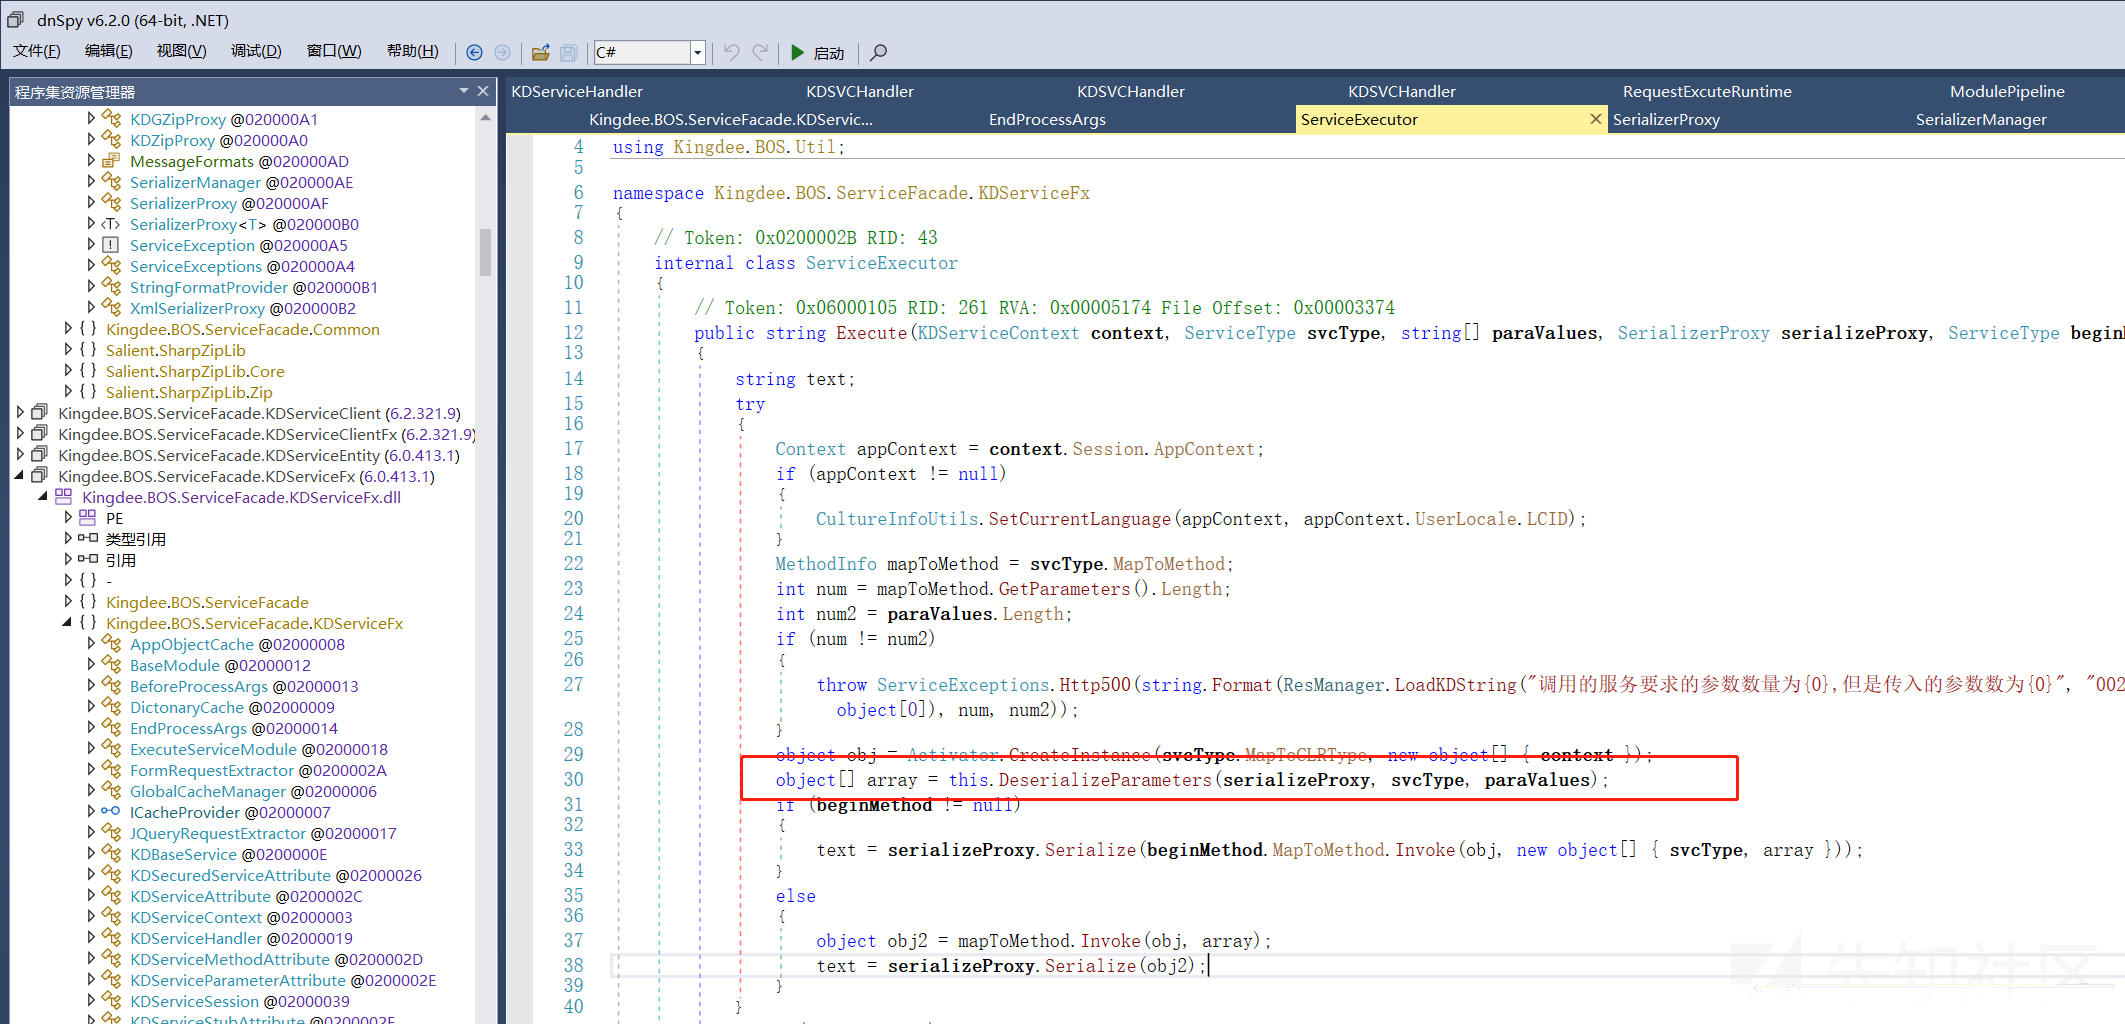 dnSpy v6.2.0 (64-bit, .NET)
文件(F) 编辑(E) 视图(V) 调试(D) 窗口(W) 帮助(H) C# 启动
程序集资源管理器
KDGZipProxy @020000A1
KDZipProxy @020000A0
MessageFormats @020000AD
SerializerManager @020000AE
SerializerProxy @020000AF
SerializerProxy<T> @020000B0
ServiceException @020000A5
ServiceExceptions @020000A4
StringFormatProvider @020000B1
XmlSerializerProxy @020000B2
{ } Kingdee.BOS.ServiceFacade.Common
{ } Salient.SharpZipLib
{ } Salient.SharpZipLib.Core
{ } Salient.SharpZipLib.Zip
Kingdee.BOS.ServiceFacade.KDServiceClient (6.2.321.9)
Kingdee.BOS.ServiceFacade.KDServiceClientFx (6.2.321.9)
Kingdee.BOS.ServiceFacade.KDServiceEntity (6.0.413.1)
Kingdee.BOS.ServiceFacade.KDServiceFx (6.0.413.1)
Kingdee.BOS.ServiceFacade.KDServiceFx.dll
PE
类型引用
引用
{ } -
{ } Kingdee.BOS.ServiceFacade
{ } Kingdee.BOS.ServiceFacade.KDServiceFx
AppObjectCache @02000008
BaseModule @02000012
BeforeProcessArgs @02000013
DictonaryCache @02000009
EndProcessArgs @02000014
ExecuteServiceModule @02000018
FormRequestExtractor @0200002A
GlobalCacheManager @02000006
ICacheProvider @02000007
JQueryRequestExtractor @02000017
KDBaseService @0200000E
KDSecuredServiceAttribute @02000026
KDServiceAttribute @0200002C
KDServiceContext @02000003
KDServiceHandler @02000019
KDServiceMethodAttribute @0200002D
KDServiceParameterAttribute @0200002E
KDServiceSession @02000039
KDServiceStubAttribute @0200002F
KDServiceHandler KDSVCHandler KDSVCHandler KDSVCHandler RequestExcuteRuntime ModulePipeline
Kingdee.BOS.ServiceFacade.KDServic... EndProcessArgs ServiceExecutor SerializerProxy SerializerManager
4 using Kingdee.BOS.Util;
5
6 namespace Kingdee.BOS.ServiceFacade.KDServiceFx
7 {
8 // Token: 0x0200002B RID: 43
9 internal class ServiceExecutor
10 {
11 // Token: 0x06000105 RID: 261 RVA: 0x00005174 File Offset: 0x00003374
12 public string Execute(KDServiceContext context, ServiceType svcType, string[] paraValues, SerializerProxy serializeProxy, ServiceType begin
13 {
14 string text;
15 try
16 {
17 Context appContext = context.Session.AppContext;
18 if (appContext != null)
19 {
20 CultureInfoUtils.SetCurrentLanguage(appContext, appContext.UserLocale.LCID);
21 }
22 MethodInfo mapToMethod = svcType.MapToMethod;
23 int num = mapToMethod.GetParameters().Length;
24 int num2 = paraValues.Length;
25 if (num != num2)
26 {
27 throw ServiceExceptions.Http500(string.Format(ResManager.LoadKDString("调用的服务要求的参数数量为{0},但是传入的参数数为{0}", "002
object[0]), num, num2));
28 }
29 object obj = Activator.CreateInstance(svcType.MapToCLRType, new object[] { context });
30 object[] array = this.DeserializeParameters(serializeProxy, svcType, paraValues);
31 if (beginMethod != null)
32 {
33 text = serializeProxy.Serialize(beginMethod.MapToMethod.Invoke(obj, new object[] { svcType, array }));
34 }
35 else
36 {
37 object obj2 = mapToMethod.Invoke(obj, array);
38 text = serializeProxy.Serialize(obj2);
39 }
40 }